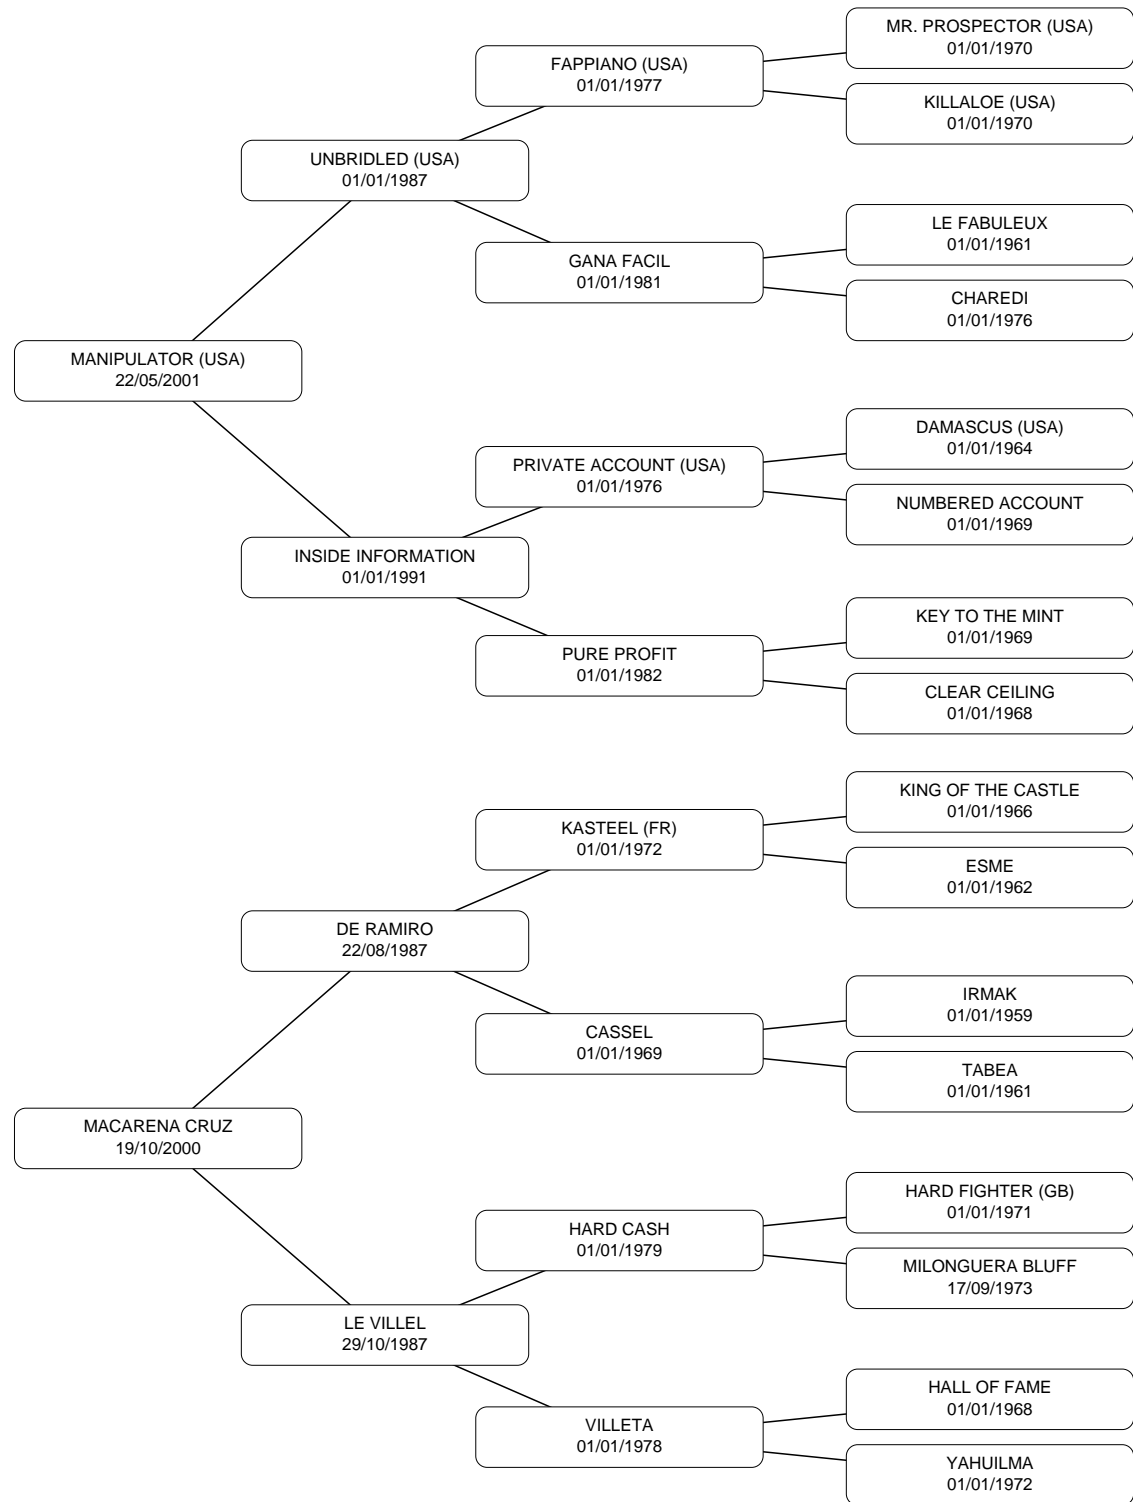 MR. PROSPECTOR (USA)
01/01/1970
FAPPIANO (USA)
01/01/1977
KILLALOE (USA)
01/01/1970
UNBRIDLED (USA)
01/01/1987
LE FABULEUX
01/01/1961
GANA FACIL
01/01/1981
CHAREDI
01/01/1976
MANIPULATOR (USA)
22/05/2001
DAMASCUS (USA)
01/01/1964
PRIVATE ACCOUNT (USA)
01/01/1976
NUMBERED ACCOUNT
01/01/1969
INSIDE INFORMATION
01/01/1991
KEY TO THE MINT
01/01/1969
PURE PROFIT
01/01/1982
CLEAR CEILING
01/01/1968
KING OF THE CASTLE
01/01/1966
KASTEEL (FR)
01/01/1972
ESME
01/01/1962
DE RAMIRO
22/08/1987
IRMAK
01/01/1959
CASSEL
01/01/1969
TABEA
01/01/1961
MACARENA CRUZ
19/10/2000
HARD FIGHTER (GB)
01/01/1971
HARD CASH
01/01/1979
MILONGUERA BLUFF
17/09/1973
LE VILLEL
29/10/1987
HALL OF FAME
01/01/1968
VILLETA
01/01/1978
YAHUILMA
01/01/1972